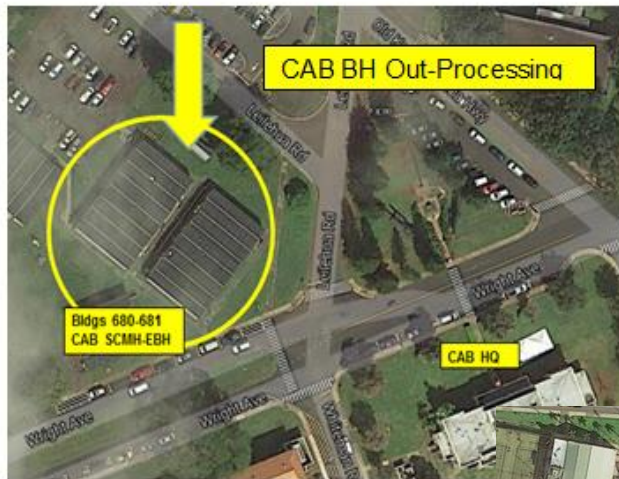 CAB BH Out-Processing
Old
Leilehua Rd
Leilehua Rd
Wright Ave
Bldgs 680-681
CAB SCMH-EBH
CAB HQ
Wright Ave
Wright Ave